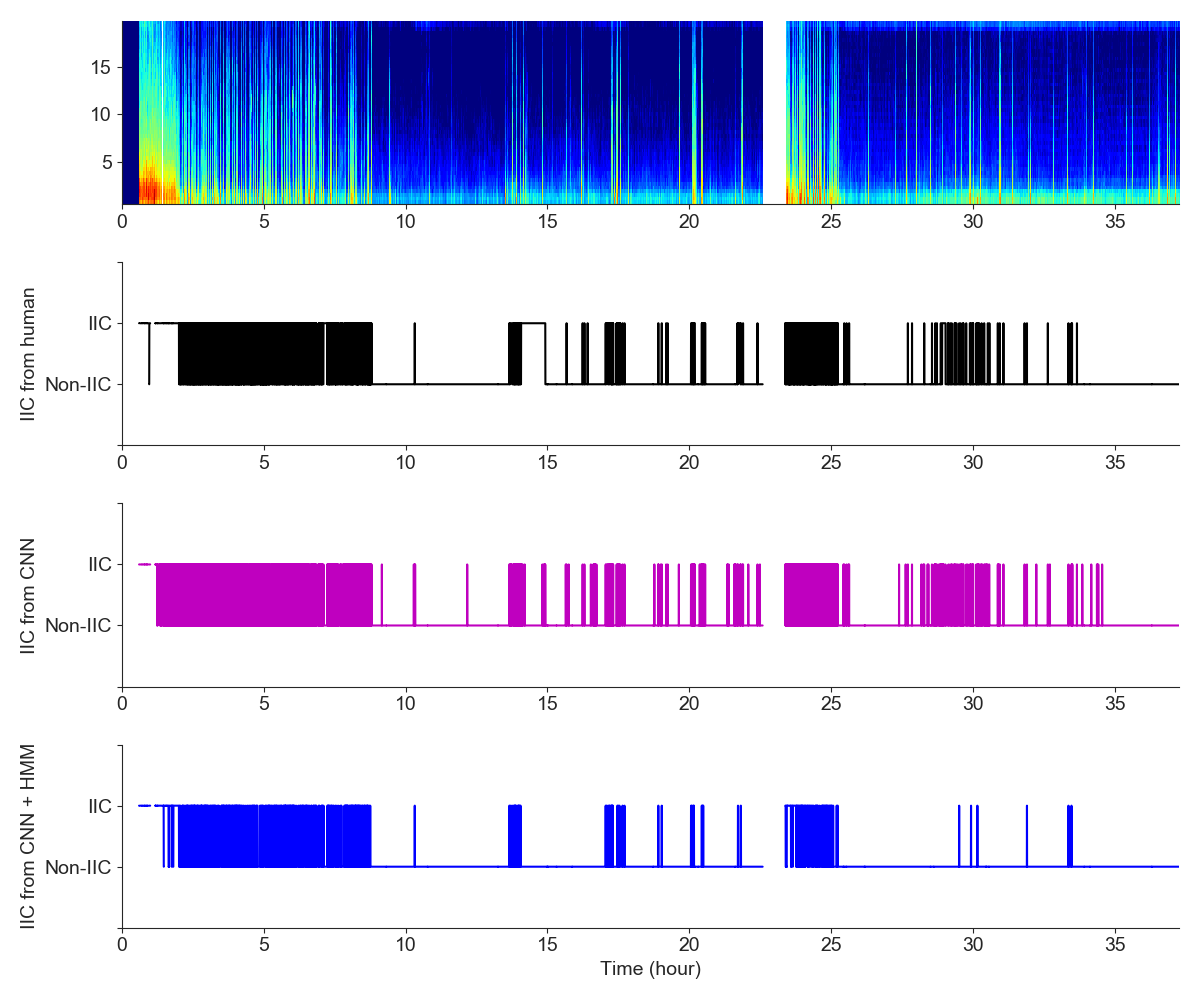 15
10
5
0 5 10 15 20 25 30 35
IIC from human
IIC
Non-IIC
0 5 10 15 20 25 30 35
IIC from CNN
IIC
Non-IIC
0 5 10 15 20 25 30 35
IIC from CNN + HMM
IIC
Non-IIC
0 5 10 15 20 25 30 35
Time (hour)